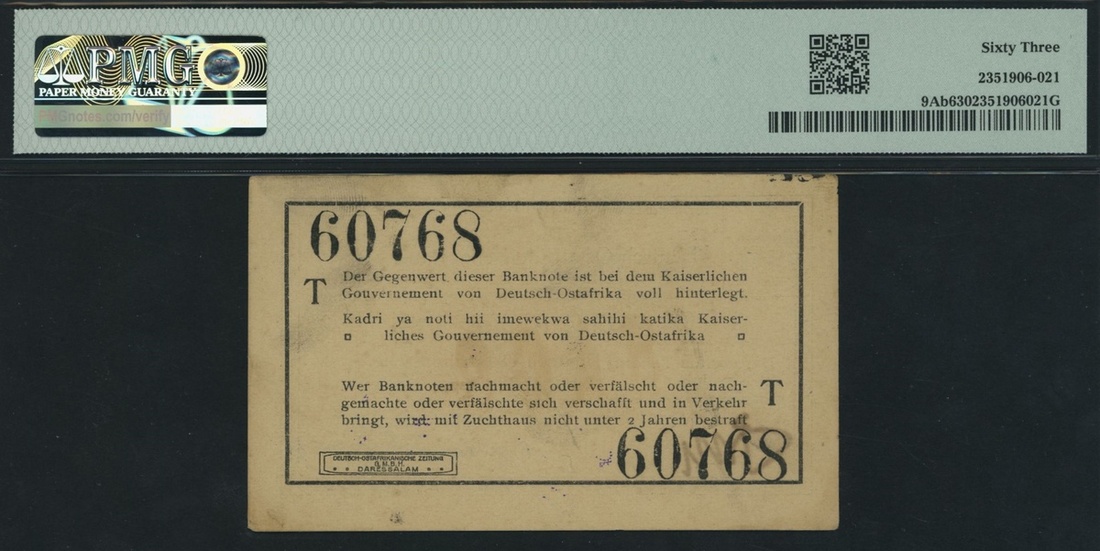 PMG
PAPER MONEY GUARANTY
PMGnotes.com/verify
Sixty Three
2351906-021
9Ab6302351906021G
60768
T
Der Gegenwert dieser Banknote ist bei dem Kaiserlichen
Gouvernement von Deutsch-Ostafrika voll hinterlegt.
Kadri ya noti hii imewekwa sahihi katika Kaiser-
liches Gouvernement von Deutsch-Ostafrika
Wer Banknoten nachmacht oder verfälscht oder nach-
gemachte oder verfälschte sich verschafft und in Verkehr
bringt, wird mit Zuchthaus nicht unter 2 Jahren bestraft
T
60768
DEUTSCH-OSTAFRIKANISCHE ZEITUNG
G.M.B.H.
DARESSALAM